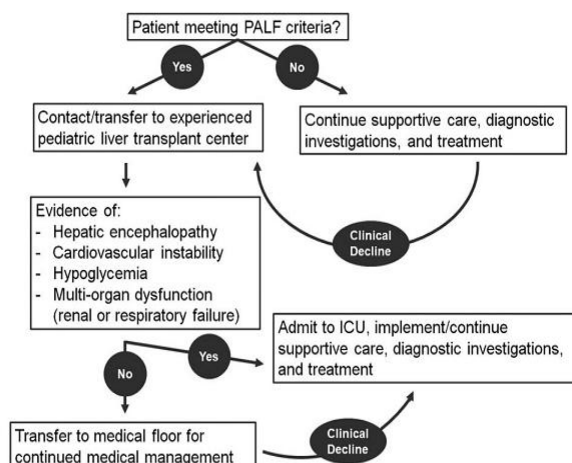 Patient meeting PALF criteria?
Yes
No
Contact/transfer to experienced
pediatric liver transplant center
Continue supportive care, diagnostic
investigations, and treatment
Clinical
Decline
Evidence of:
- Hepatic encephalopathy
- Cardiovascular instability
- Hypoglycemia
- Multi-organ dysfunction
(renal or respiratory failure)
Yes
No
Admit to ICU, implement/continue
supportive care, diagnostic investigations,
and treatment
Transfer to medical floor for
continued medical management
Clinical
Decline